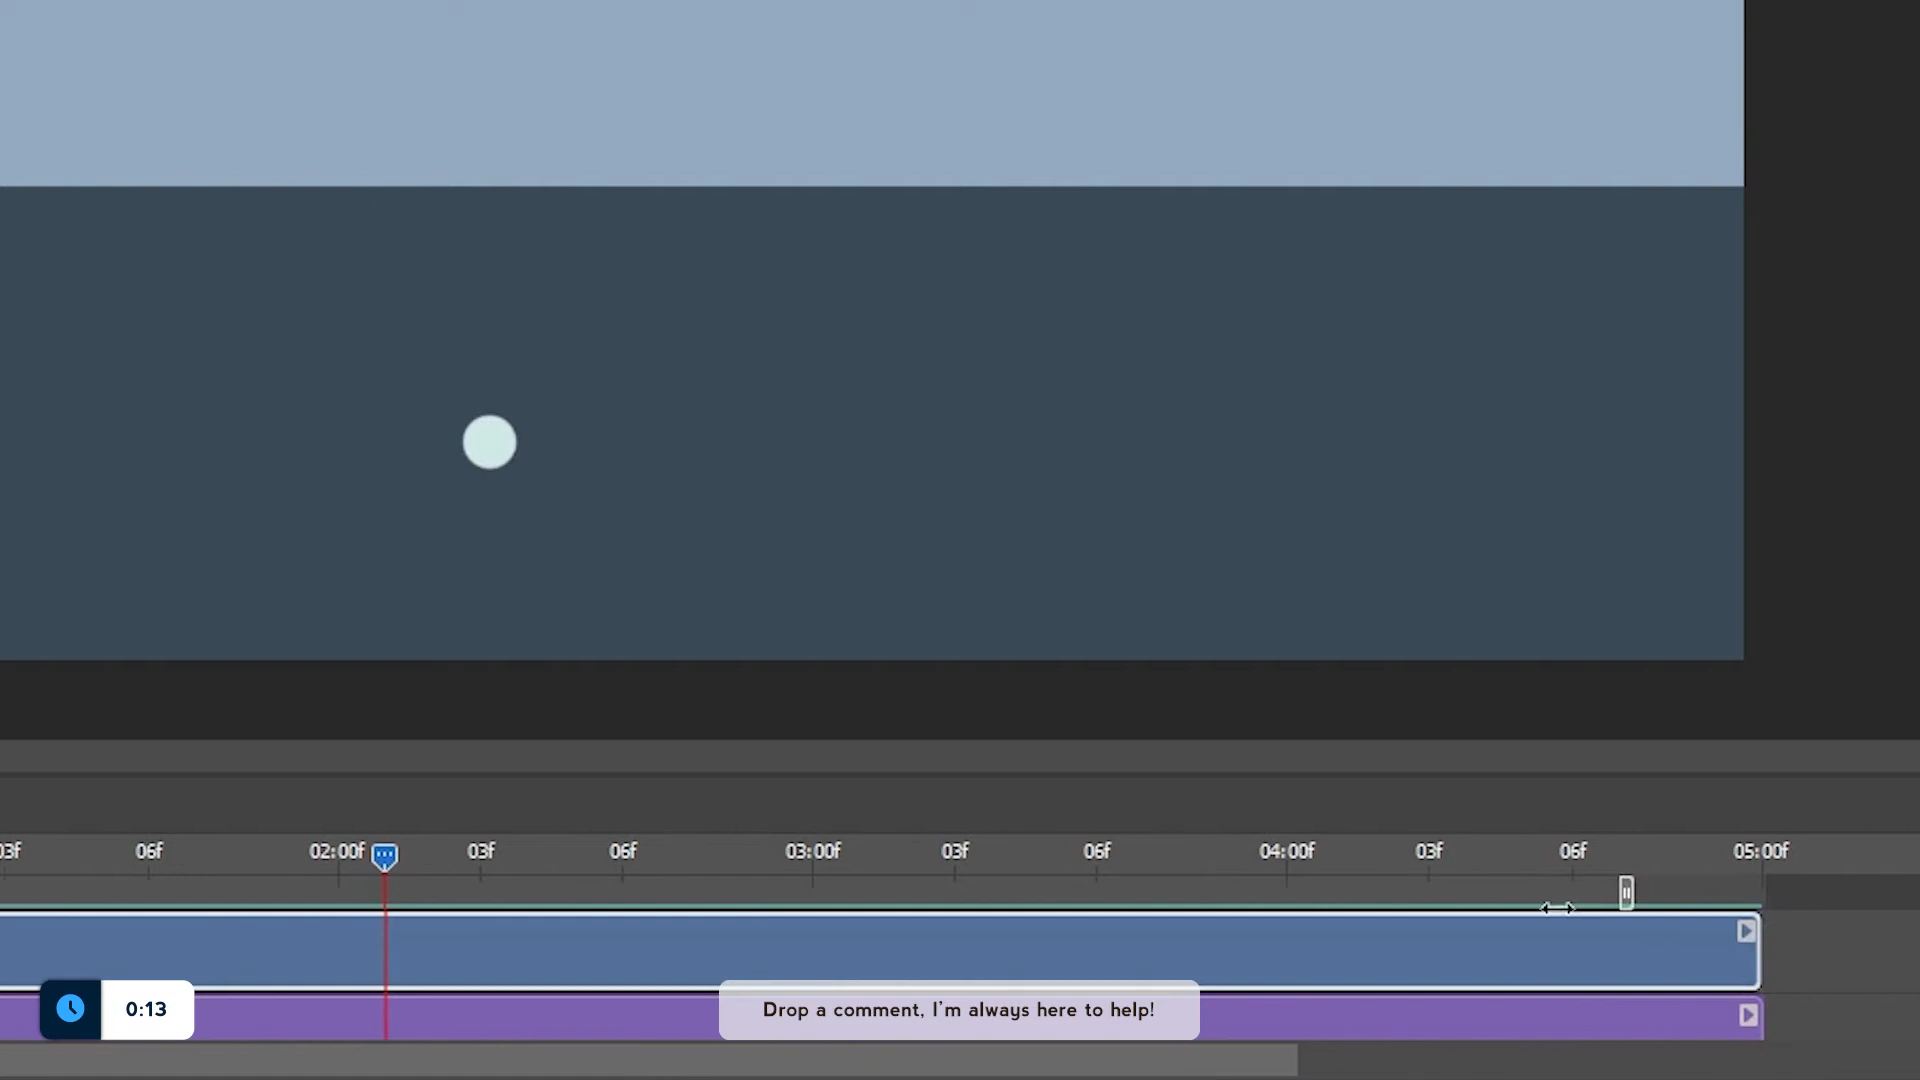 03f 06f 02:00f 03f 06f 03:00f 03f 06f 04:00f 03f 06f 05:00f
0:13
Drop a comment, I'm always here to help!